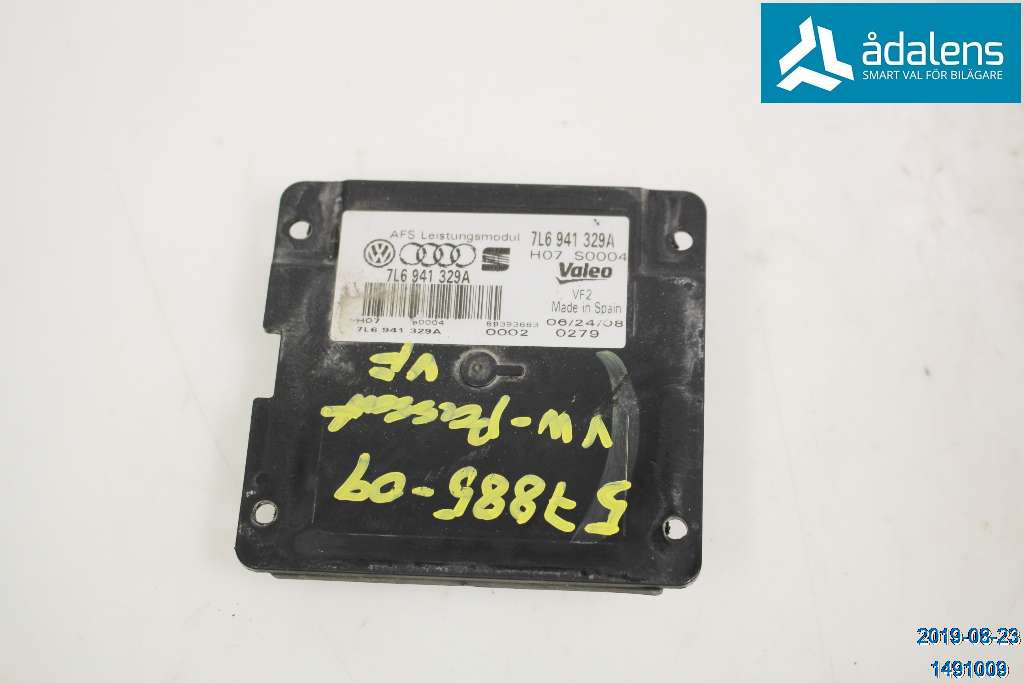 ådalens
SMART VAL FÖR BILÄGARE
AFS Leistungsmodul
7L6 941 329A
H07 S0004
7L6 941 329A
Valeo
VF2
Made in Spain
H07 S0004
06/24/08
7L6 941 329A
0002 0279
VF
VW-Passat
57885-09
2019-08-23
1491009